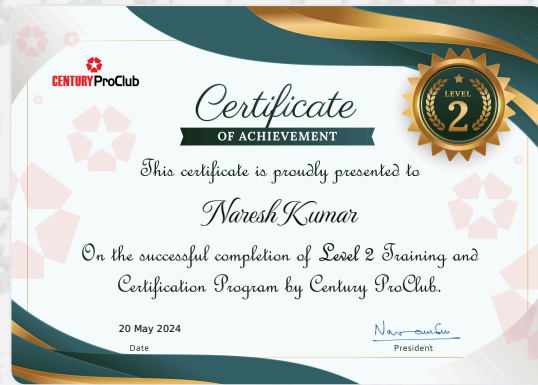 CENTURY ProClub
LEVEL
2
Certificate
OF ACHIEVEMENT
This certificate is proudly presented to
Naresh Kumar
On the successful completion of Level 2 Training and
Certification Program by Century ProClub.
20 May 2024
Date
President